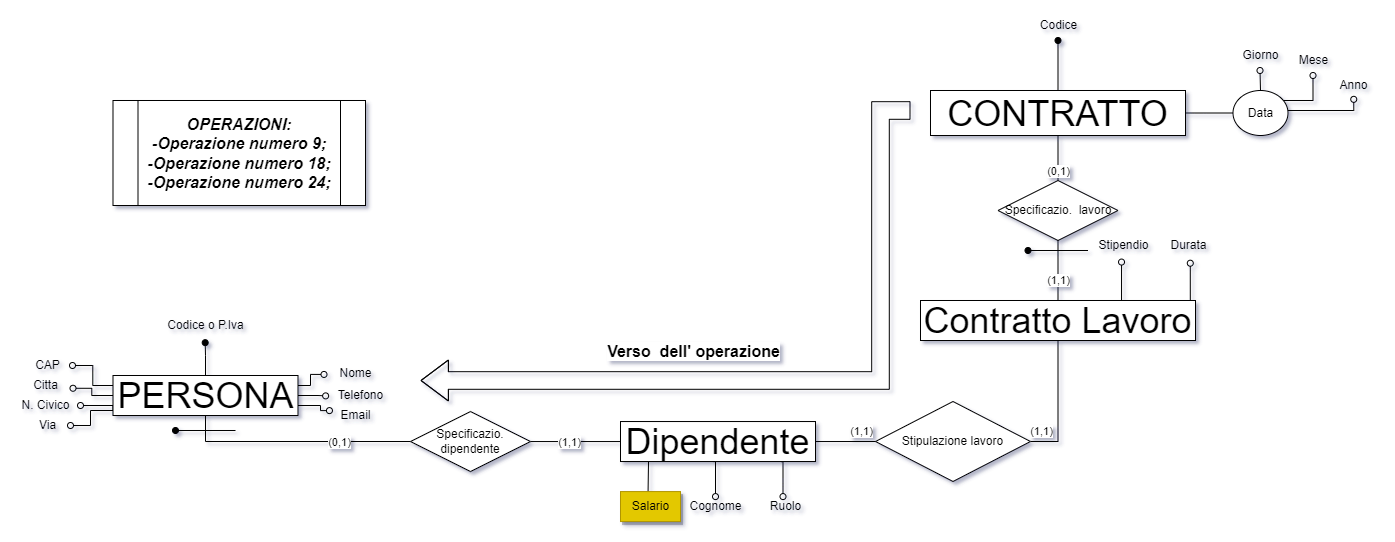 Codice
Giorno
Mese
Anno
CONTRATTO
Data
OPERAZIONI:
-Operazione numero 9;
-Operazione numero 18;
-Operazione numero 24;
(0,1)
Specificazio. lavoro
Stipendio
Durata
(1,1)
Contratto Lavoro
Codice o P.Iva
Verso dell' operazione
CAP
Citta
N. Civico
Via
PERSONA
Nome
Telefono
Email
(0,1)
Specificazio.
dipendente
(1,1)
Dipendente
(1,1)
Stipulazione lavoro
(1,1)
Salario
Cognome
Ruolo